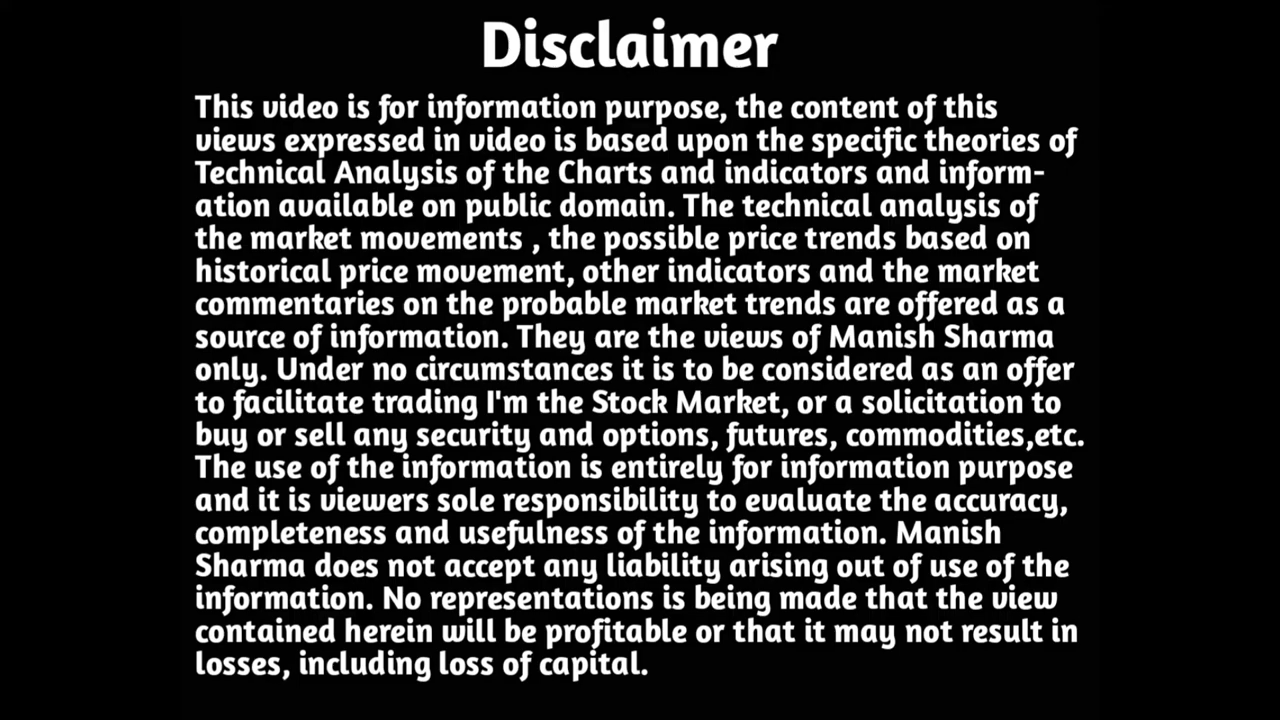 Disclaimer
This video is for information purpose, the content of this
views expressed in video is based upon the specific theories of
Technical Analysis of the Charts and indicators and inform-
ation available on public domain. The technical analysis of
the market movements , the possible price trends based on
historical price movement, other indicators and the market
commentaries on the probable market trends are offered as a
source of information. They are the views of Manish Sharma
only. Under no circumstances it is to be considered as an offer
to facilitate trading I'm the Stock Market, or a solicitation to
buy or sell any security and options, futures, commodities,etc.
The use of the information is entirely for information purpose
and it is viewers sole responsibility to evaluate the accuracy,
completeness and usefulness of the information. Manish
Sharma does not accept any liability arising out of use of the
information. No representations is being made that the view
contained herein will be profitable or that it may not result in
losses, including loss of capital.